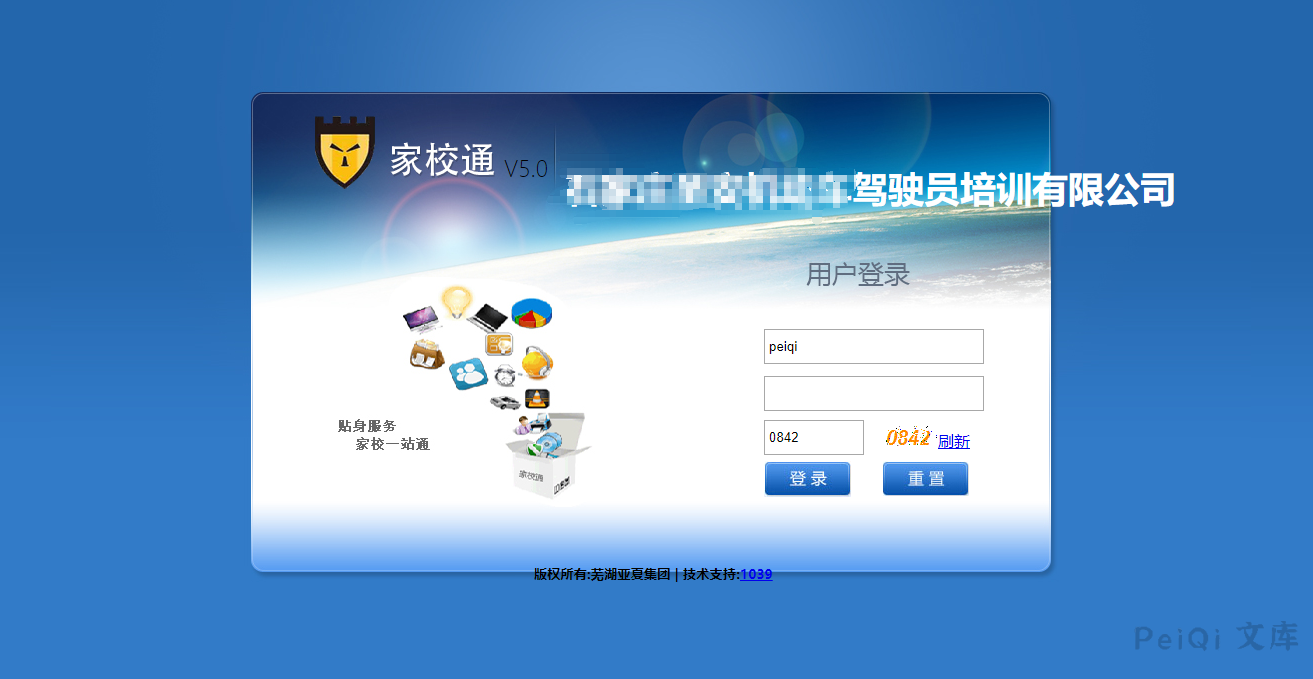 家校通 V5.0
驾驶员培训有限公司
用户登录
peiqi
0842
0842 刷新
登 录
重 置
贴身服务
家校一站通
家校通
版权所有:芜湖亚夏集团 | 技术支持:1039
PeiQi 文库